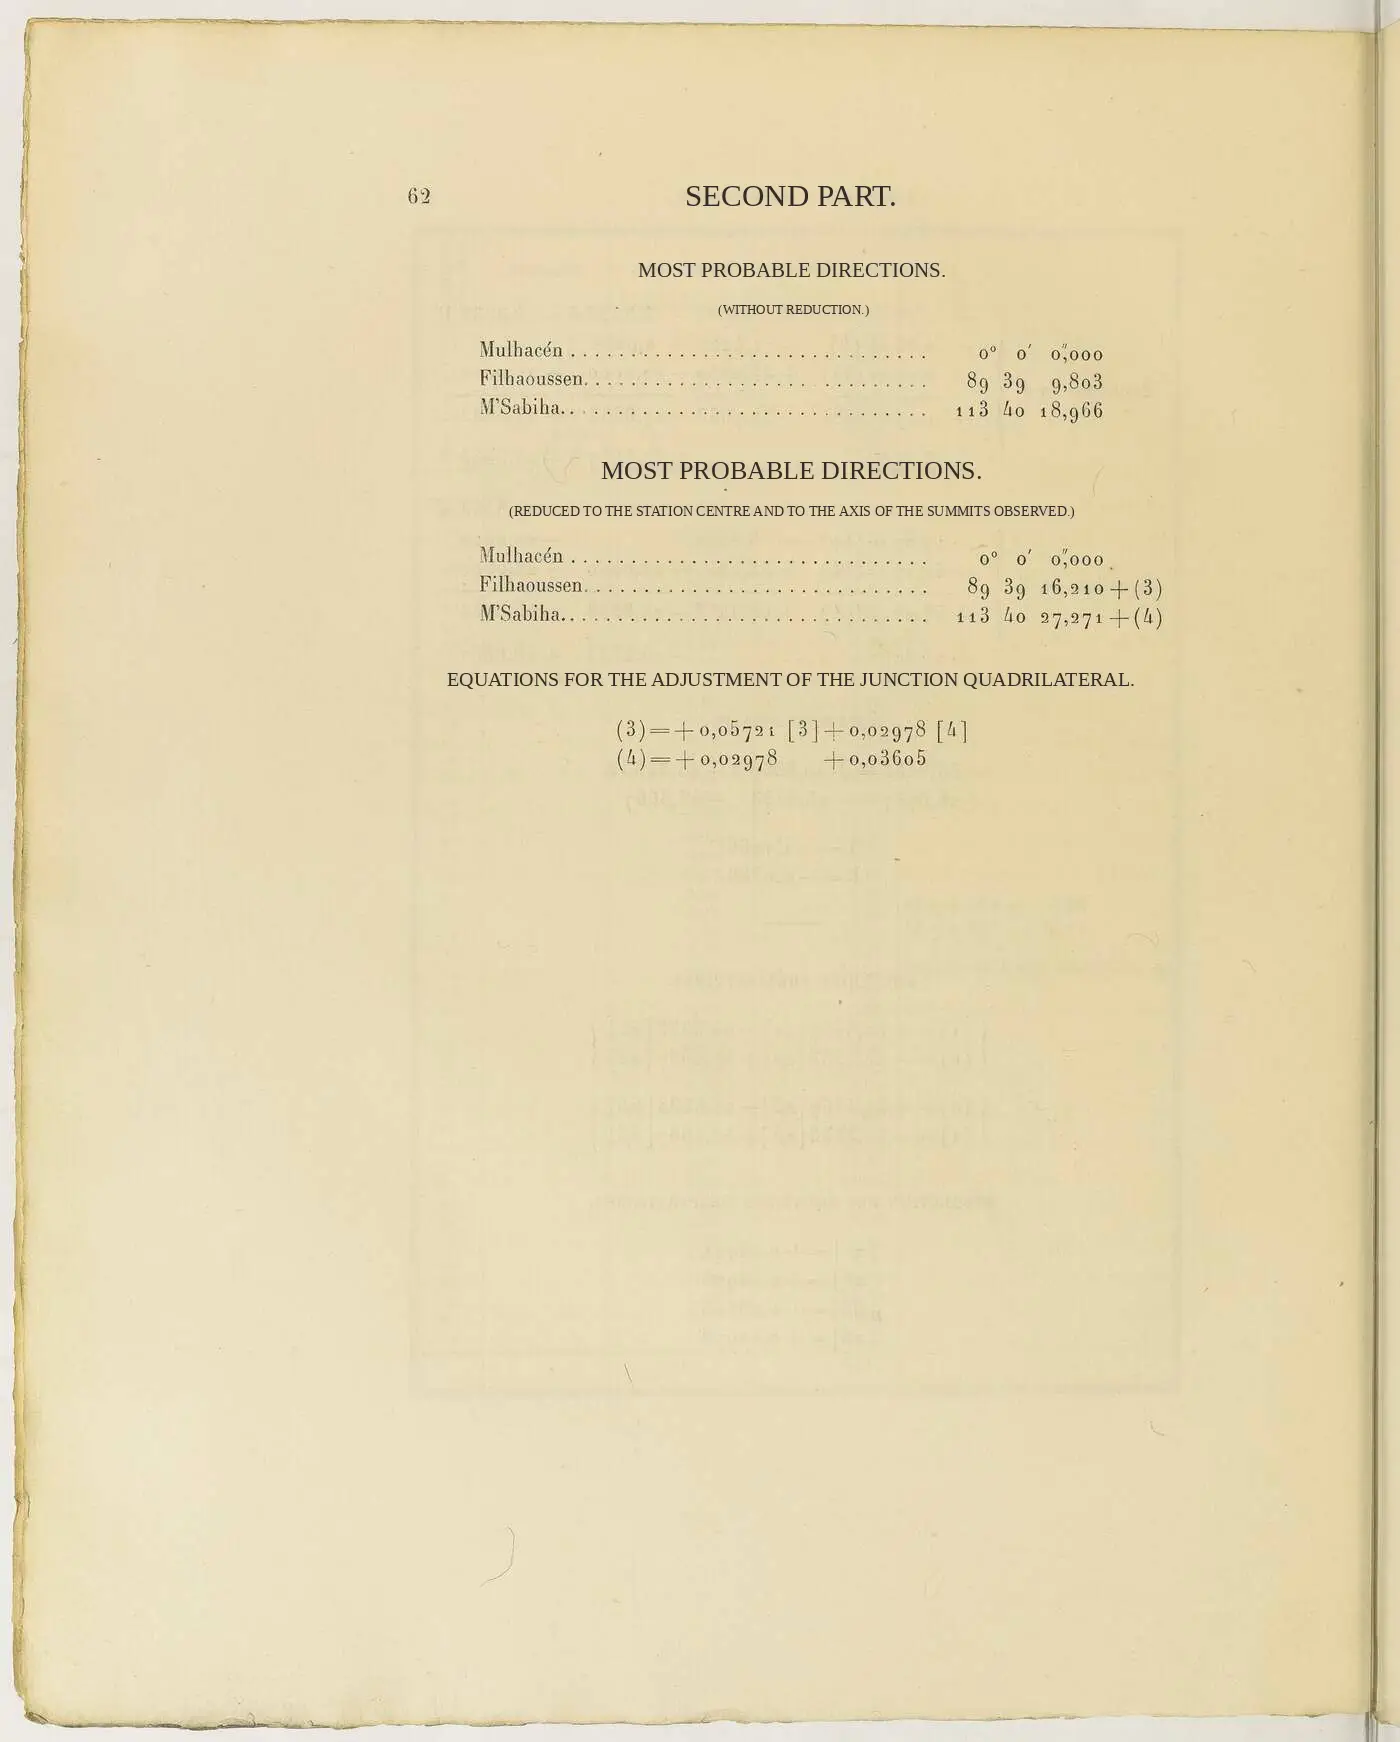 62 SECOND PART.
MOST PROBABLE DIRECTIONS.
(WITHOUT REDUCTION.)
Mulhacén . . . . . . . . . . . . . . . . . . . . . . . . . . . . . . 0° 0′ 0″,000
Filhaoussen. . . . . . . . . . . . . . . . . . . . . . . . . . . . . 89 39 9,803
M'Sabiha. . . . . . . . . . . . . . . . . . . . . . . . . . . . . . . 113 40 18,966
MOST PROBABLE DIRECTIONS.
(REDUCED TO THE STATION CENTRE AND TO THE AXIS OF THE SUMMITS OBSERVED.)
Mulhacén . . . . . . . . . . . . . . . . . . . . . . . . . . . . . . 0° 0′ 0″,000
Filhaoussen. . . . . . . . . . . . . . . . . . . . . . . . . . . . . 89 39 16,210 + (3)
M'Sabiha. . . . . . . . . . . . . . . . . . . . . . . . . . . . . . . 113 40 27,271 + (4)
EQUATIONS FOR THE ADJUSTMENT OF THE JUNCTION QUADRILATERAL.
(3) = + 0,05721 [3] + 0,02978 [4]
(4) = + 0,02978 + 0,03605